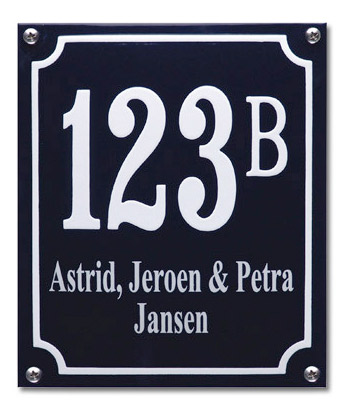 123B
Astrid, Jeroen & Petra
Jansen